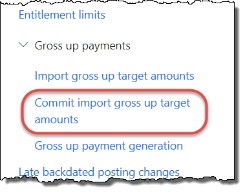 Entitlement limits
Gross up payments
Import gross up target amounts
Commit import gross up target
amounts
Gross up payment generation
Late backdated posting changes